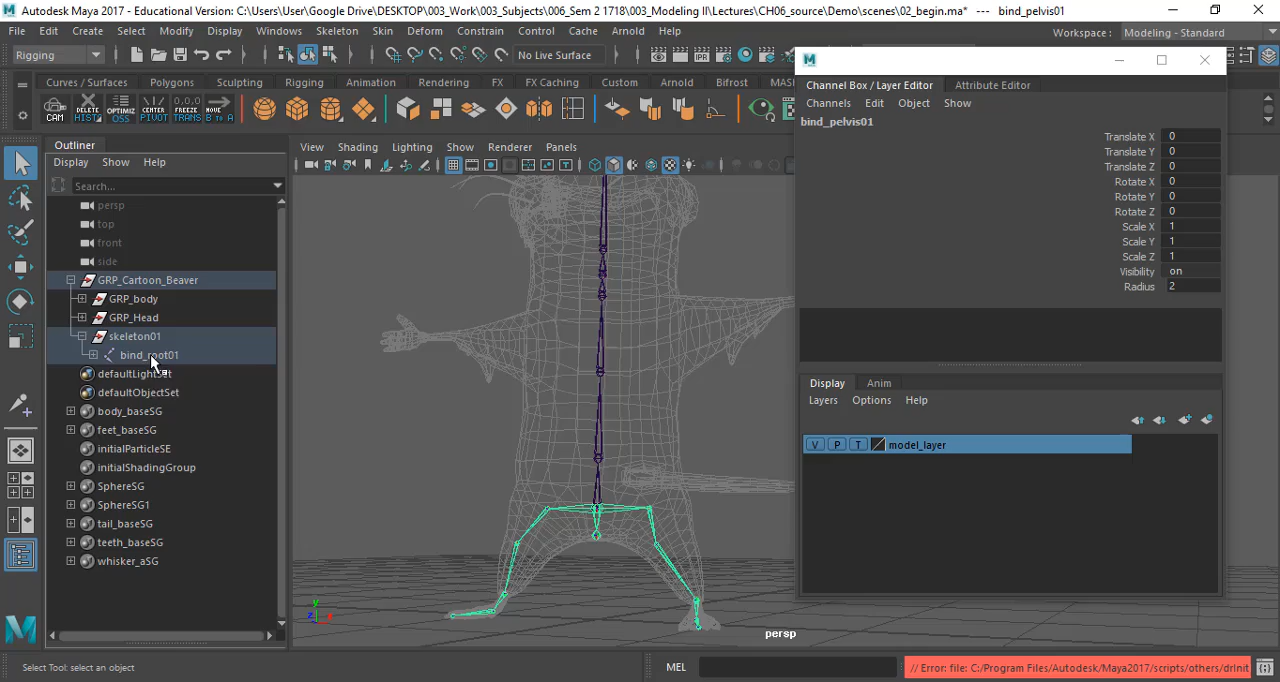 Autodesk Maya 2017 - Educational Version: C:\Users\User\Google Drive\DESKTOP\003_Work\003_Subjects\006_Sem 2 1718\003_Modeling II\Lectures\CH06_source\Demo\scenes\02_begin.ma* --- bind_pelvis01
File Edit Create Select Modify Display Windows Skeleton Skin Deform Constrain Control Cache Arnold Help
Workspace : Modeling - Standard
Rigging
No Live Surface
IPR
Curves / Surfaces Polygons Sculpting Rigging Animation Rendering FX FX Caching Custom Arnold Bifrost MAS
CAM
DELETE HIST
OPTIMIZ OSS
CENTER PIVOT
0,0,0 FREEZE TRANS
MOVE B to A
Outliner
Display Show Help
Search...
persp
top
front
side
GRP_Cartoon_Beaver
GRP_body
GRP_Head
skeleton01
bind_root01
defaultObjectSet
body_baseSG
feet_baseSG
initialParticleSE
initialShadingGroup
SphereSG
SphereSG1
tail_baseSG
teeth_baseSG
whisker_aSG
View Shading Lighting Show Renderer Panels
persp
Channel Box / Layer Editor Attribute Editor
Channels Edit Object Show
bind_pelvis01
Translate X 0
Translate Y 0
Translate Z 0
Rotate X 0
Rotate Y 0
Rotate Z 0
Scale X 1
Scale Y 1
Scale Z 1
Visibility on
Radius 2
Display Anim
Layers Options Help
V P T model_layer
Select Tool: select an object
MEL
// Error: file: C:/Program Files/Autodesk/Maya2017/scripts/others/drInit